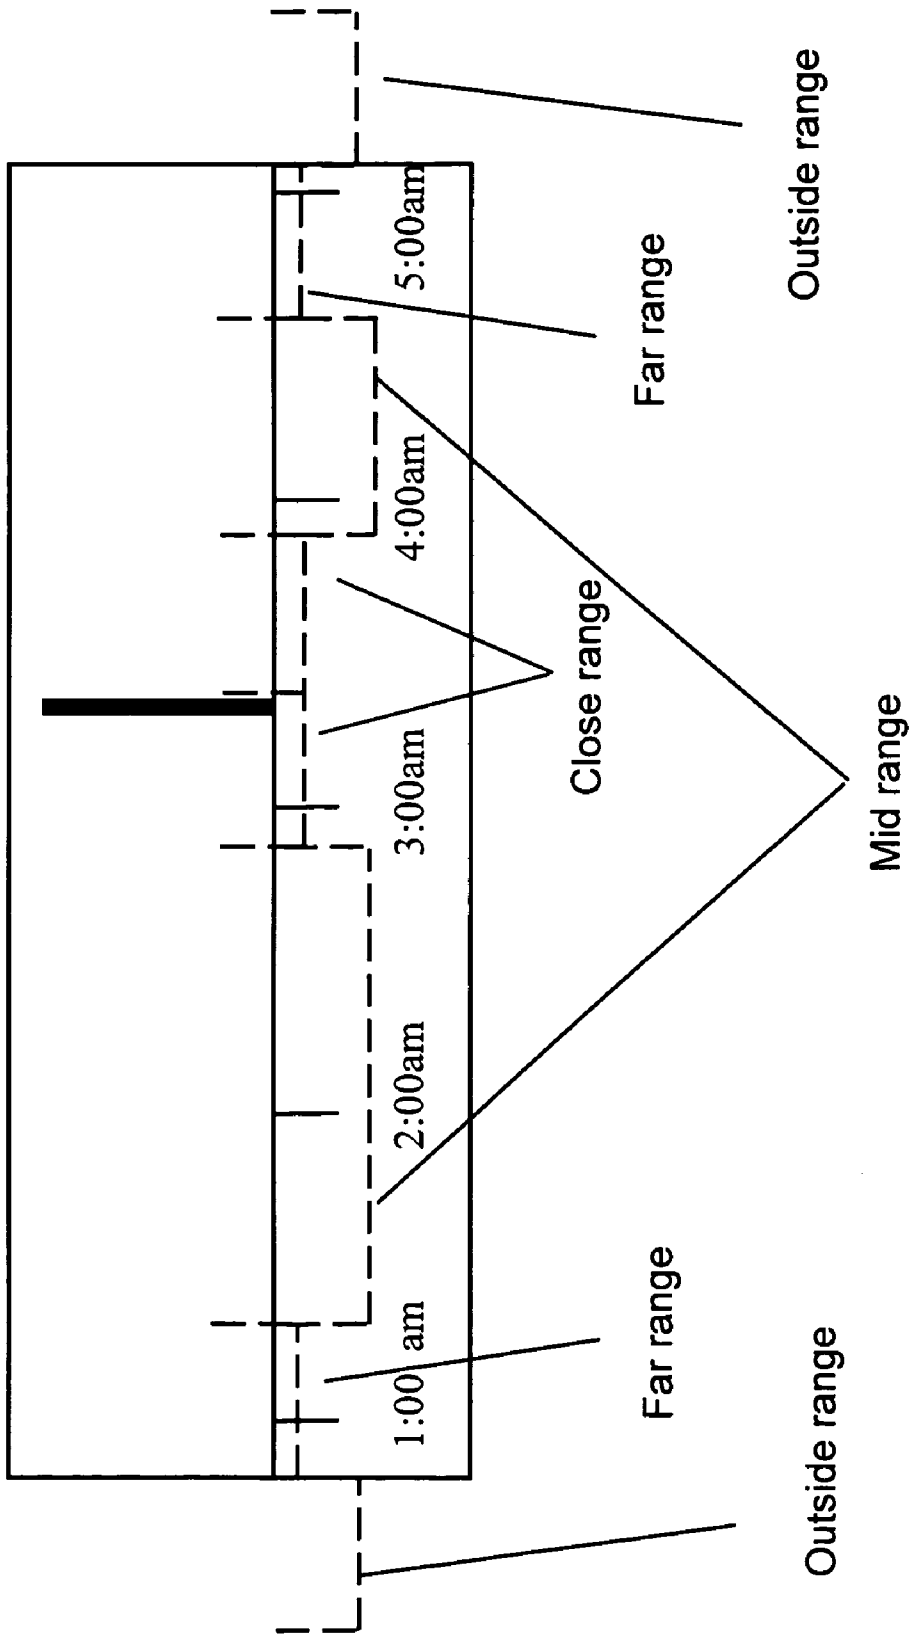 1:00 am
2:00am
3:00am
4:00am
5:00am
Outside range
Far range
Close range
Mid range
Far range
Outside range